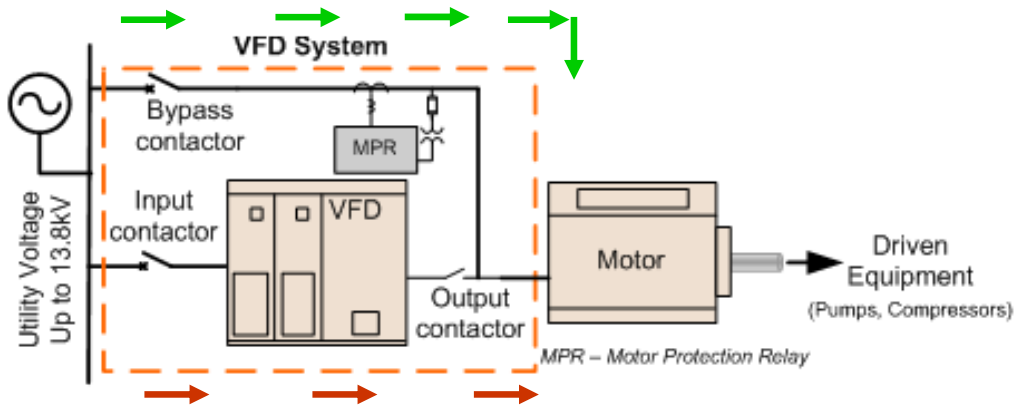 VFD System
Bypass
contactor
MPR
Input
contactor
VFD
Utility Voltage
Up to 13.8kV
Output
contactor
Motor
Driven
Equipment
(Pumps, Compressors)
MPR – Motor Protection Relay